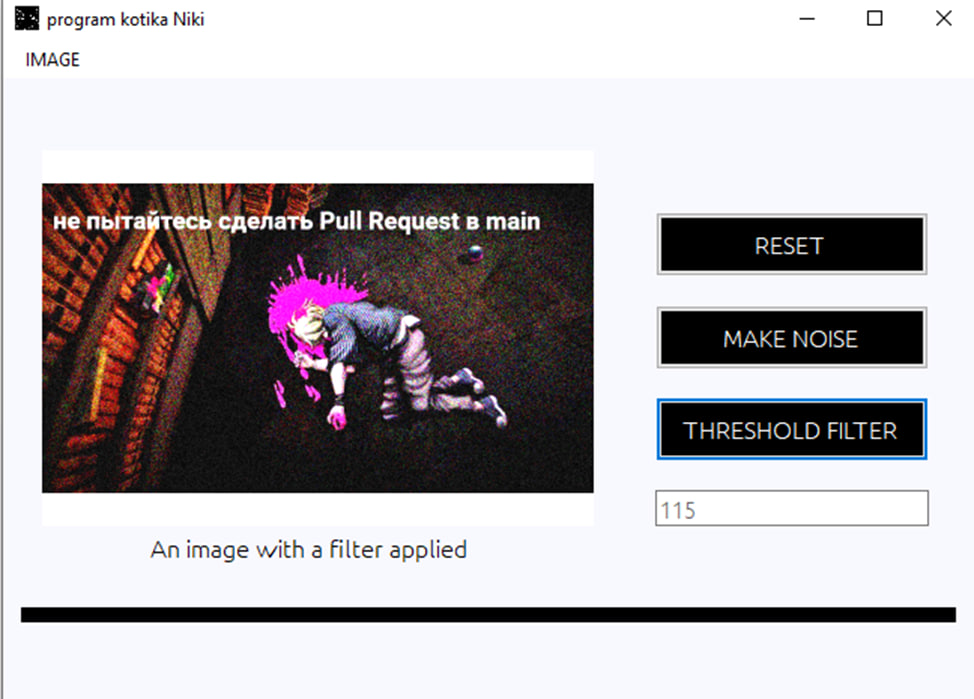 program kotika Niki
IMAGE
не пытайтесь сделать Pull Request в main
RESET
MAKE NOISE
THRESHOLD FILTER
115
An image with a filter applied